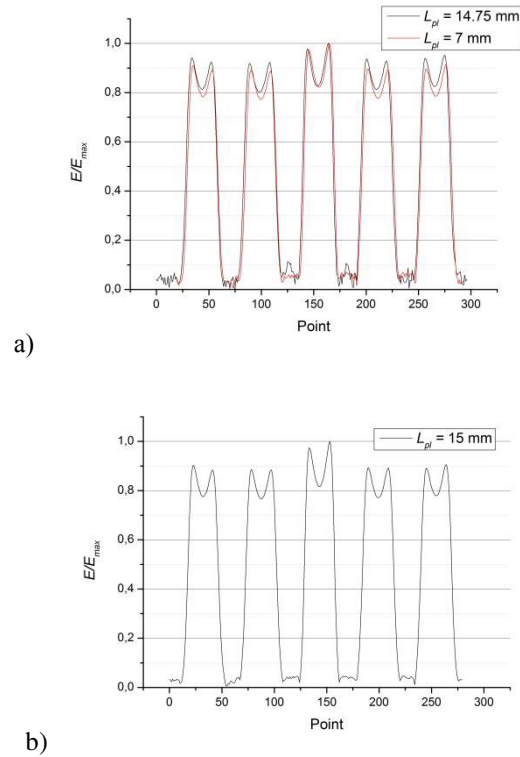 L_pl = 14.75 mm
L_pl = 7 mm
1,0
0,8
0,6
0,4
0,2
0,0
E/E_max
0 50 100 150 200 250 300
Point
a)
L_pl = 15 mm
1,0
0,8
0,6
0,4
0,2
0,0
E/E_max
0 50 100 150 200 250 300
Point
b)